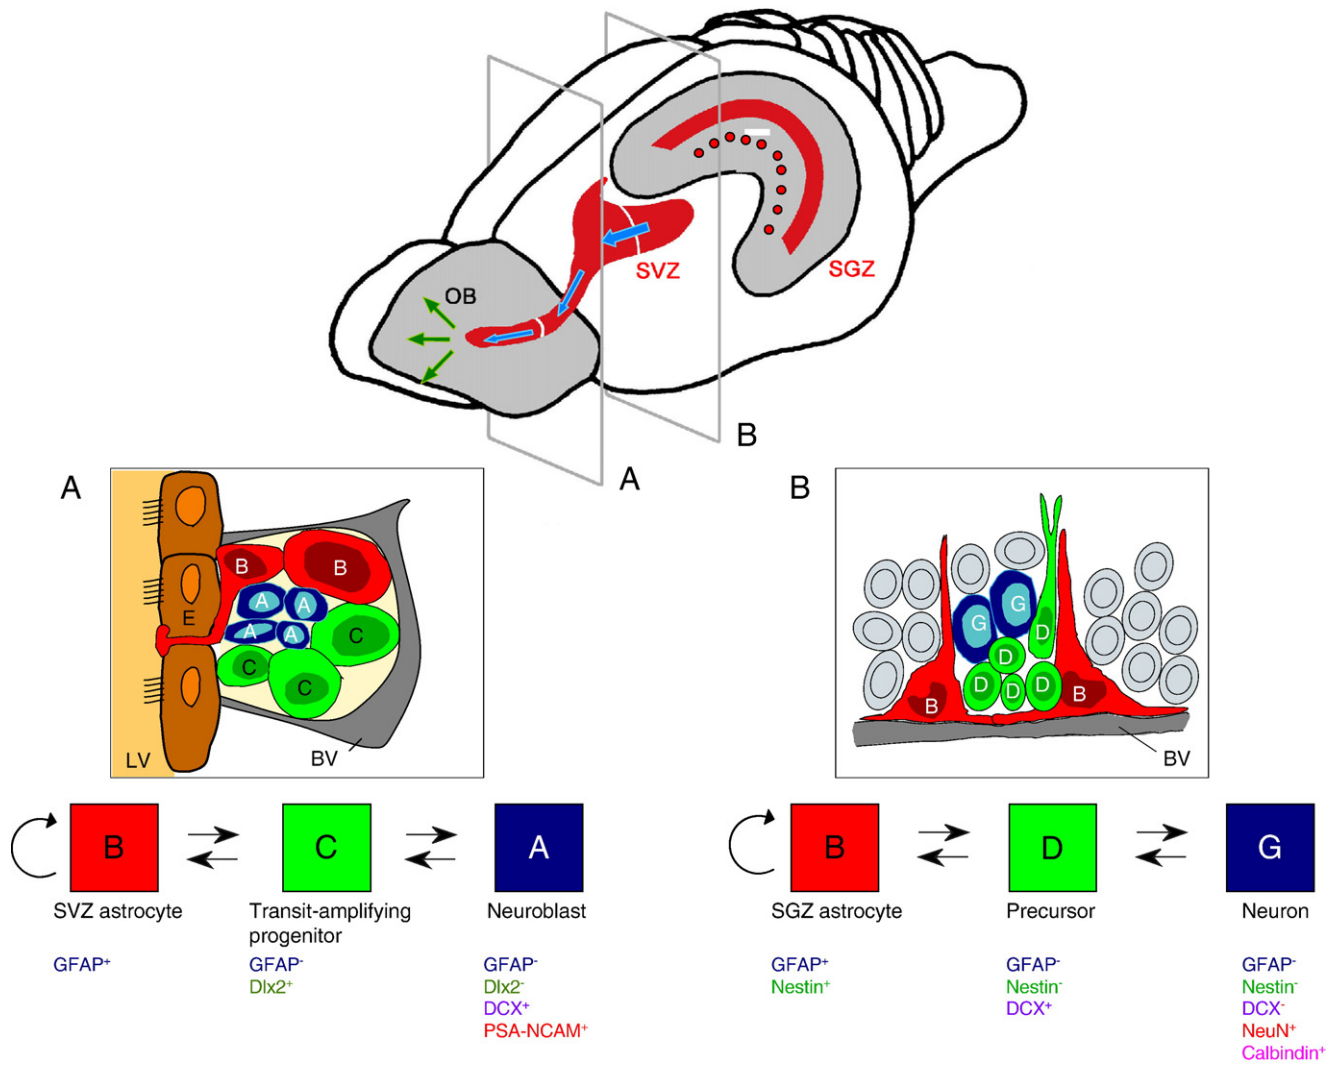 OB
SVZ
SGZ
B
A
A
B
B
A
A
A
A
C
C
C
E
LV
BV
G
G
D
D
D
D
D
B
B
BV
B
C
A
B
D
G
SVZ astrocyte
Transit-amplifying
progenitor
Neuroblast
SGZ astrocyte
Precursor
Neuron
GFAP⁺
GFAP⁻
Dlx2⁺
GFAP⁻
Dlx2⁻
DCX⁺
PSA-NCAM⁺
GFAP⁺
Nestin⁺
GFAP⁻
Nestin⁻
DCX⁺
GFAP⁻
Nestin⁻
DCX⁻
NeuN⁺
Calbindin⁺